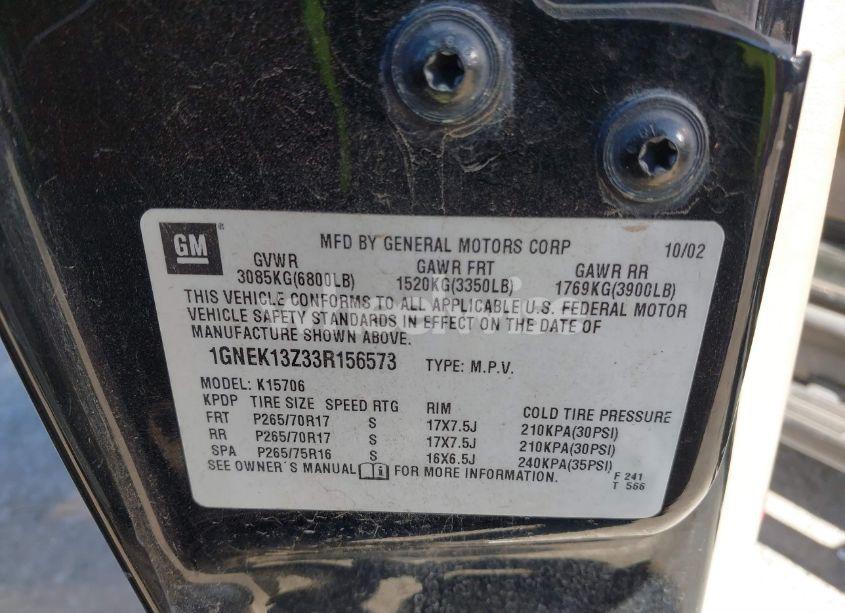 GM
MFD BY GENERAL MOTORS CORP 10/02
GVWR GAWR FRT GAWR RR
3085KG(6800LB) 1520KG(3350LB) 1769KG(3900LB)
THIS VEHICLE CONFORMS TO ALL APPLICABLE U.S. FEDERAL MOTOR
VEHICLE SAFETY STANDARDS IN EFFECT ON THE DATE OF
MANUFACTURE SHOWN ABOVE.
1GNEK13Z33R156573 TYPE: M.P.V.
MODEL: K15706
KPDP TIRE SIZE SPEED RTG RIM COLD TIRE PRESSURE
FRT P265/70R17 S 17X7.5J 210KPA(30PSI)
RR P265/70R17 S 17X7.5J 210KPA(30PSI)
SPA P265/75R16 S 16X6.5J 240KPA(35PSI)
SEE OWNER'S MANUAL FOR MORE INFORMATION.
F 241
T 566